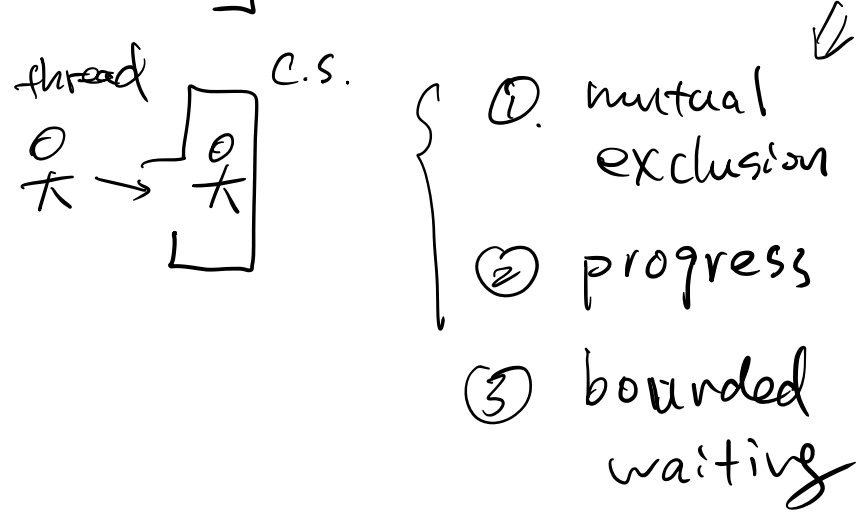 thread
C.S.
①. mutual
exclusion
② progress
③ bounded
waiting